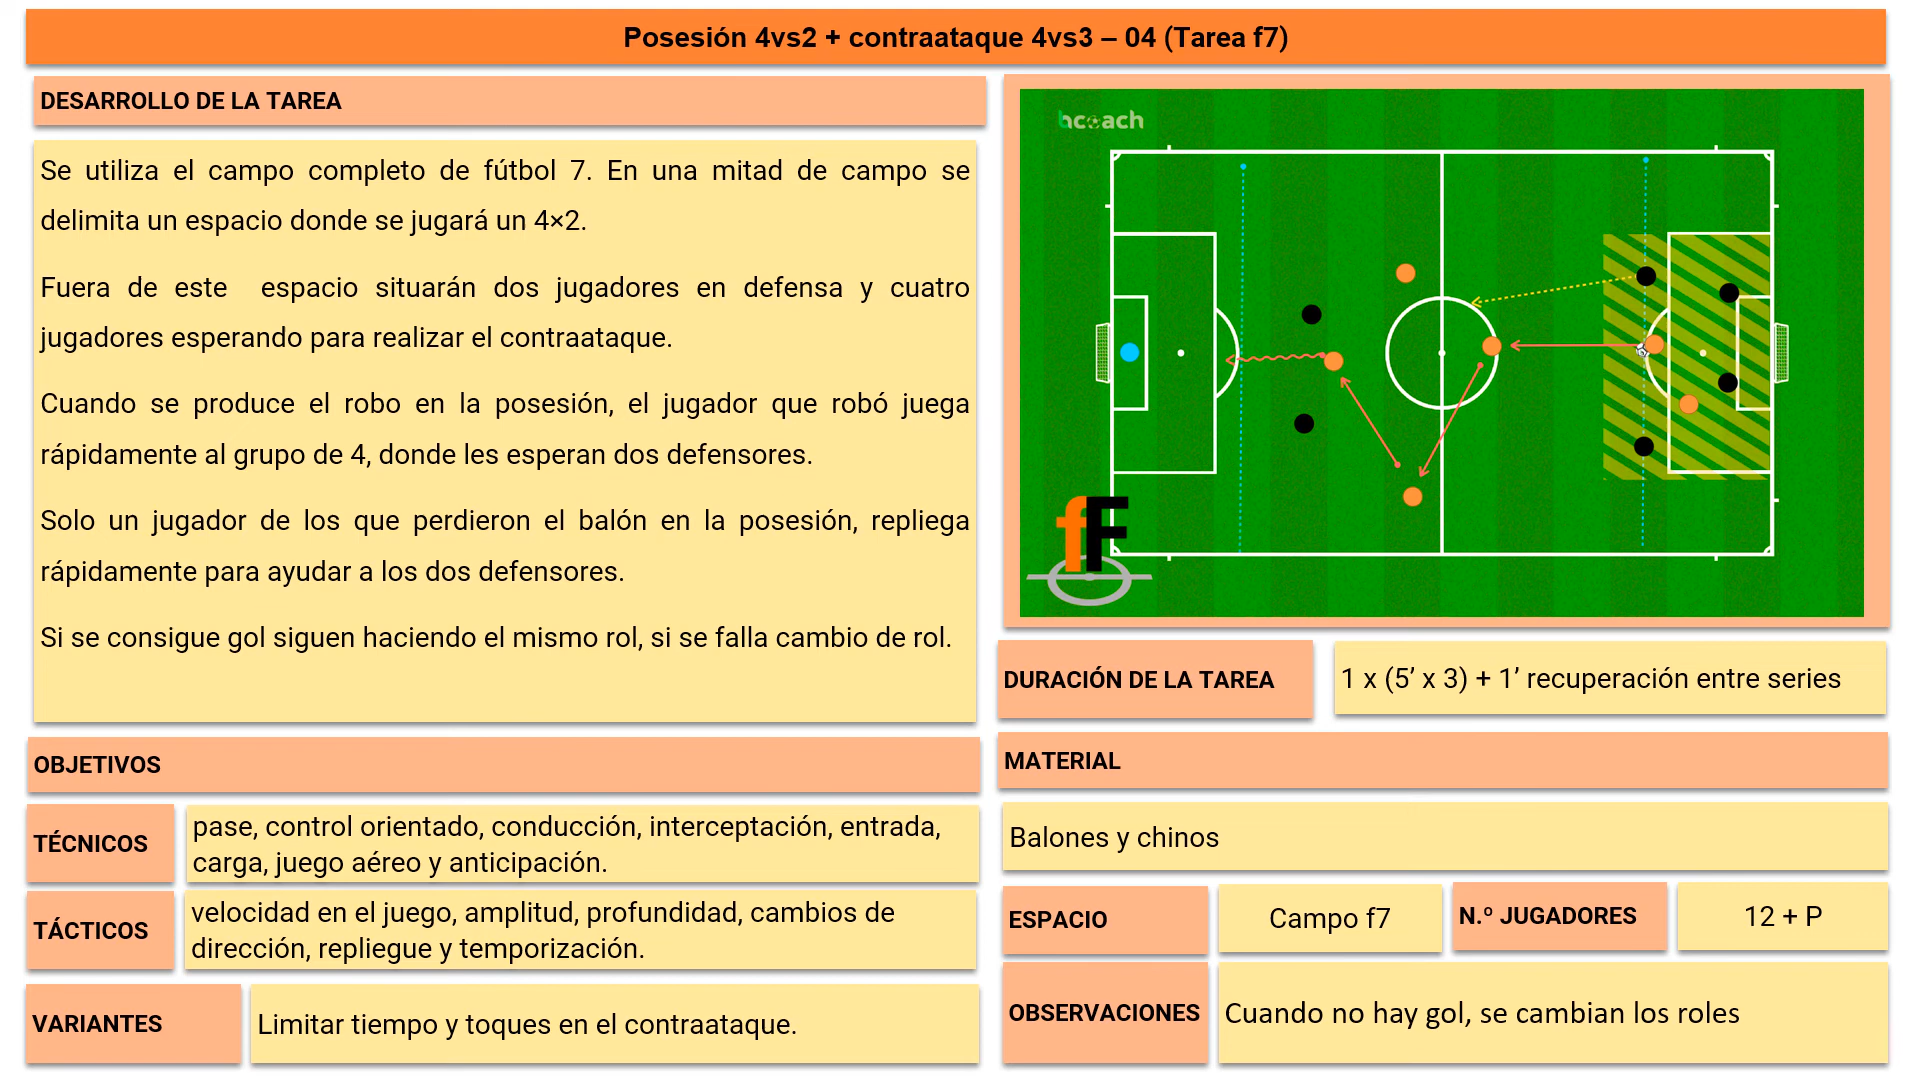 Posesión 4vs2 + contraataque 4vs3 – 04 (Tarea f7)
DESARROLLO DE LA TAREA
Se utiliza el campo completo de fútbol 7. En una mitad de campo se
delimita un espacio donde se jugará un 4×2.
Fuera de este espacio situarán dos jugadores en defensa y cuatro
jugadores esperando para realizar el contraataque.
Cuando se produce el robo en la posesión, el jugador que robó juega
rápidamente al grupo de 4, donde les esperan dos defensores.
Solo un jugador de los que perdieron el balón en la posesión, repliega
rápidamente para ayudar a los dos defensores.
Si se consigue gol siguen haciendo el mismo rol, si se falla cambio de rol.
bcoach
fF
DURACIÓN DE LA TAREA
1 x (5’ x 3) + 1’ recuperación entre series
OBJETIVOS
TÉCNICOS
pase, control orientado, conducción, interceptación, entrada,
carga, juego aéreo y anticipación.
TÁCTICOS
velocidad en el juego, amplitud, profundidad, cambios de
dirección, repliegue y temporización.
VARIANTES
Limitar tiempo y toques en el contraataque.
MATERIAL
Balones y chinos
ESPACIO
Campo f7
N.º JUGADORES
12 + P
OBSERVACIONES
Cuando no hay gol, se cambian los roles